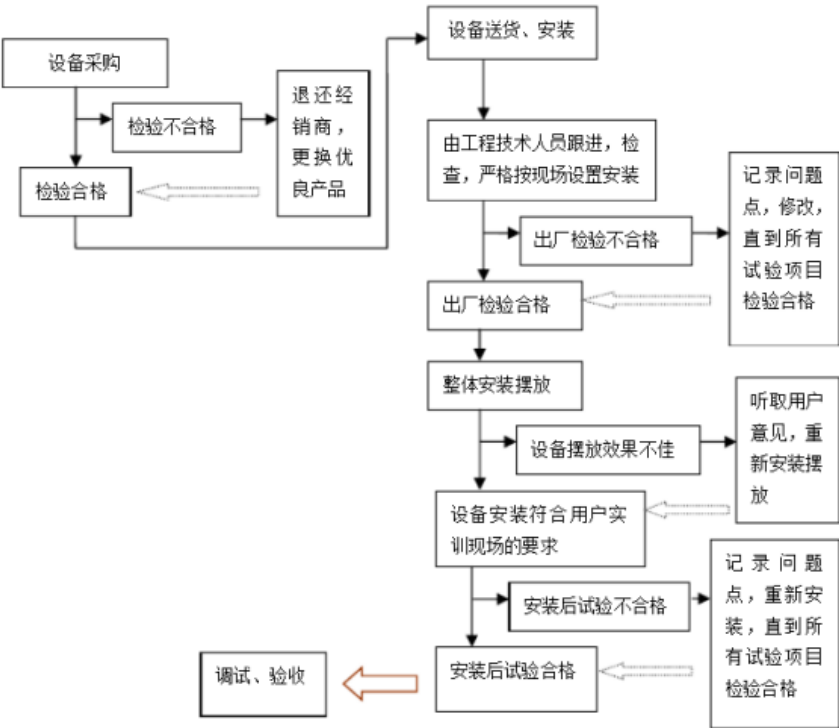 设备采购
检验不合格
退还经
销商，
更换优
良产品
检验合格
设备送货、安装
由工程技术人员跟进，检
查，严格按现场设置安装
出厂检验不合格
记录问题
点，修改，
直到所有
试验项目
检验合格
出厂检验合格
整体安装摆放
设备摆放效果不佳
听取用户
意见，重
新安装摆
放
设备安装符合用户实
训现场的要求
安装后试验不合格
记录问题
点，重新安
装，直到所
有试验项目
检验合格
安装后试验合格
调试、验收